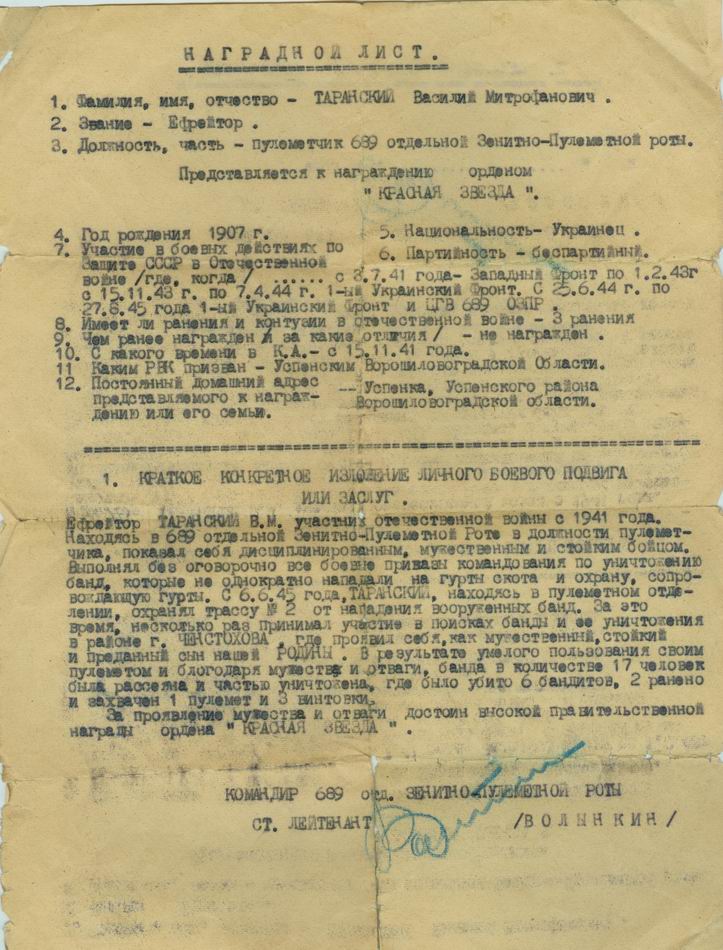 НАГРАДНОЙ ЛИСТ.
1. Фамилия, имя, отчество - ТАРАНСКИЙ Василий Митрофанович .
2. Звание - Ефрейтор .
3. Должность, часть - пулеметчик 689 отдельной Зенитно-Пулеметной роты.
Представляется к награждению орденом
" КРАСНАЯ ЗВЕЗДА ".
4. Год рождения 1907 г. 5. Национальность- Украинец .
7. Участие в боевых действиях по 6. Партийность - беспартийный.
Защите СССР в Отечественной
войне /где, когда/ ...... с 3.7.41 года- Западный Фронт по 1.2.43г
с 15.11.43 г. по 7.4.44 г. 1-ый Украинский Фронт. С 25.6.44 г. по
27.8.45 года 1-ый Украинский Фронт и ЦГВ 689 ОЗПР .
8. Имеет ли ранения и контузии в отечественной войне - 3 ранения
9. Чем ранее награжден /и за какие отличия/ - не награжден .
10. С какого времени в К.А.- с 15.11.41 года.
11 Каким РВК призван - Успенским Ворошиловоградской Области.
12. Постоянный домашний адрес -- Успенка, Успенского района
представляемого к награж- Ворошиловоградской области.
дению или его семьи.
1. КРАТКОЕ КОНКРЕТНОЕ ИЗЛОЖЕНИЕ ЛИЧНОГО БОЕВОГО ПОДВИГА
ИЛИ ЗАСЛУГ .
Ефрейтор ТАРАНСКИЙ В.М. участник отечественной войны с 1941 года.
Находясь в 689 отдельной Зенитно-Пулеметной Роте в должности пулемет-
чика, показал себя дисциплинированным, мужественным и стойким бойцом.
Выполнял без оговорочно все боевые приказы командования по уничтожению
банд, которые не однократно нападали на гурты скота и охрану, сопро-
вождающую гурты. С 6.6.45 года, ТАРАНСКИЙ, находясь в пулеметном отде-
лении, охранял трассу № 2 от нападения вооруженных банд. За это
время, несколько раз принимал участие в поисках банды и ее уничтожения
в районе г. ЧЕНСТОХОВА , где проявил себя, как мужественный, стойкий
и преданный сын нашей РОДИНЫ . В результате умелого пользования своим
пулеметом и блогодаря мужества и отваги, банда в количестве 17 человек
была рассеяна и частью уничтожена, где было убито 6 бандитов, 2 ранено
и захвачен 1 пулемет и 3 винтовки.
За проявление мужества и отваги достоин высокой правительственной
награды ордена " КРАСНАЯ ЗВЕЗДА " .
КОМАНДИР 689 отд. ЗЕНИТНО-ПУЛЕМЕТНОЙ РОТЫ
СТ. ЛЕЙТЕНАНТ /ВОЛЫНКИН/